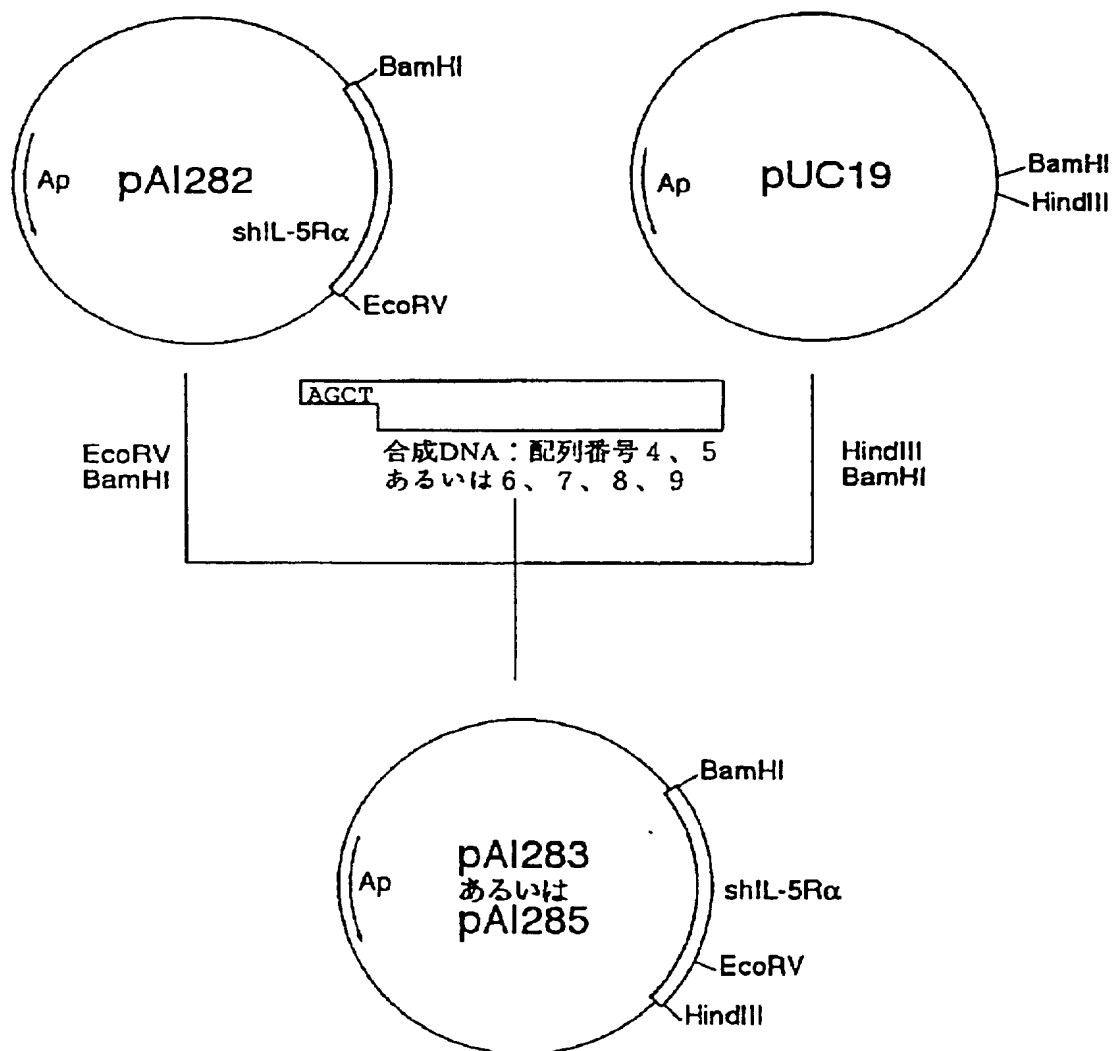 BamHI
Ap
pAI282
shIL-5Rα
EcoRV
BamHI
HindIII
Ap
pUC19
AGCT
合成DNA：配列番号４、５
あるいは６、７、８、９
EcoRV
BamHI
HindIII
BamHI
BamHI
Ap
pAI283
あるいは
pAI285
shIL-5Rα
EcoRV
HindIII